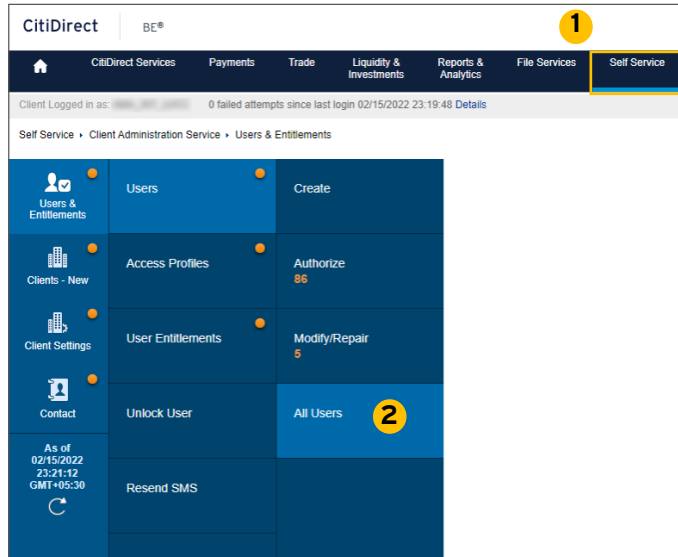 CitiDirect BE®
1
CitiDirect Services Payments Trade Liquidity & Investments Reports & Analytics File Services Self Service
Client Logged in as: 0 failed attempts since last login 02/15/2022 23:19:48 Details
Self Service ▸ Client Administration Service ▸ Users & Entitlements
Users &
Entitlements
Users
Create
Clients - New
Access Profiles
Authorize
86
Client Settings
User Entitlements
Modify/Repair
5
Contact
Unlock User
All Users
2
As of
02/15/2022
23:21:12
GMT+05:30
Resend SMS